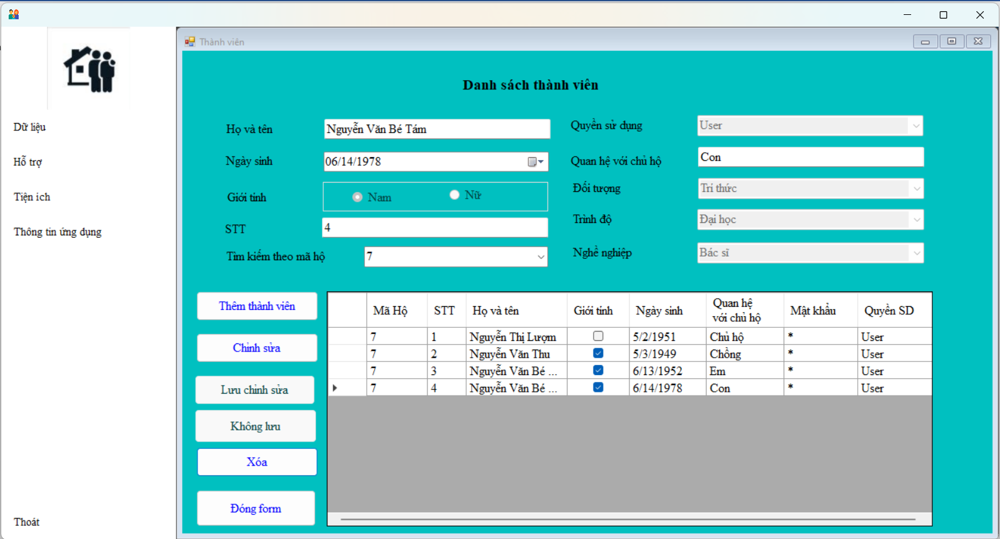 Thành viên
Danh sách thành viên
Dữ liệu
Hỗ trợ
Tiện ich
Thông tin ứng dụng
Thoát
Họ và tên
Nguyễn Văn Bé Tám
Ngày sinh
06/14/1978
Giới tinh
Nam
Nữ
STT
4
Tìm kiếm theo mã hộ
7
Quyền sử dụng
User
Quan hệ với chủ hộ
Con
Đối tượng
Trí thức
Trình độ
Đại học
Nghề nghiệp
Bác sĩ
Thêm thành viên
Chỉnh sửa
Lưu chỉnh sửa
Không lưu
Xóa
Đóng form
Mã Hộ STT Họ và tên Giới tinh Ngày sinh Quan hệ với chủ hộ Mật khẩu Quyền SD
7 1 Nguyễn Thị Lượm 5/2/1951 Chủ hộ * User
7 2 Nguyễn Văn Thu 5/3/1949 Chồng * User
7 3 Nguyễn Văn Bé ... 6/13/1952 Em * User
7 4 Nguyễn Văn Bé ... 6/14/1978 Con * User